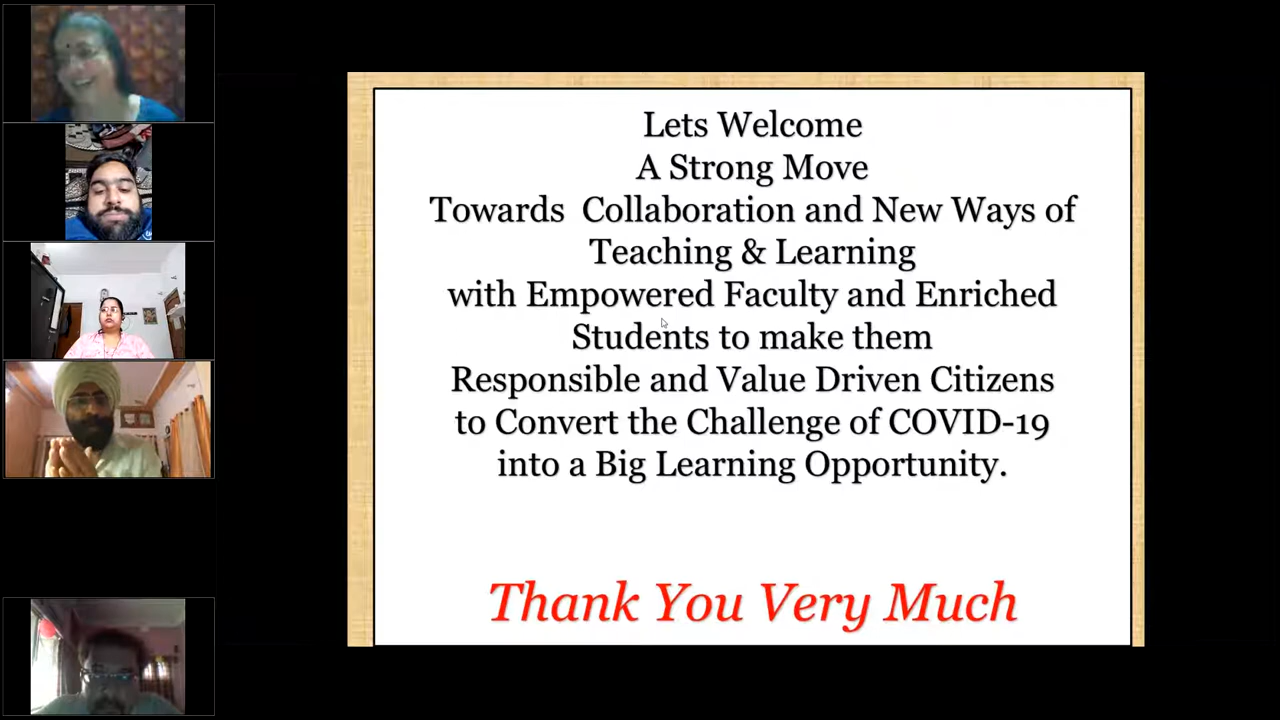 Lets Welcome
A Strong Move
Towards  Collaboration and New Ways of
Teaching & Learning
with Empowered Faculty and Enriched
Students to make them
Responsible and Value Driven Citizens
to Convert the Challenge of COVID-19
into a Big Learning Opportunity.
Thank You Very Much